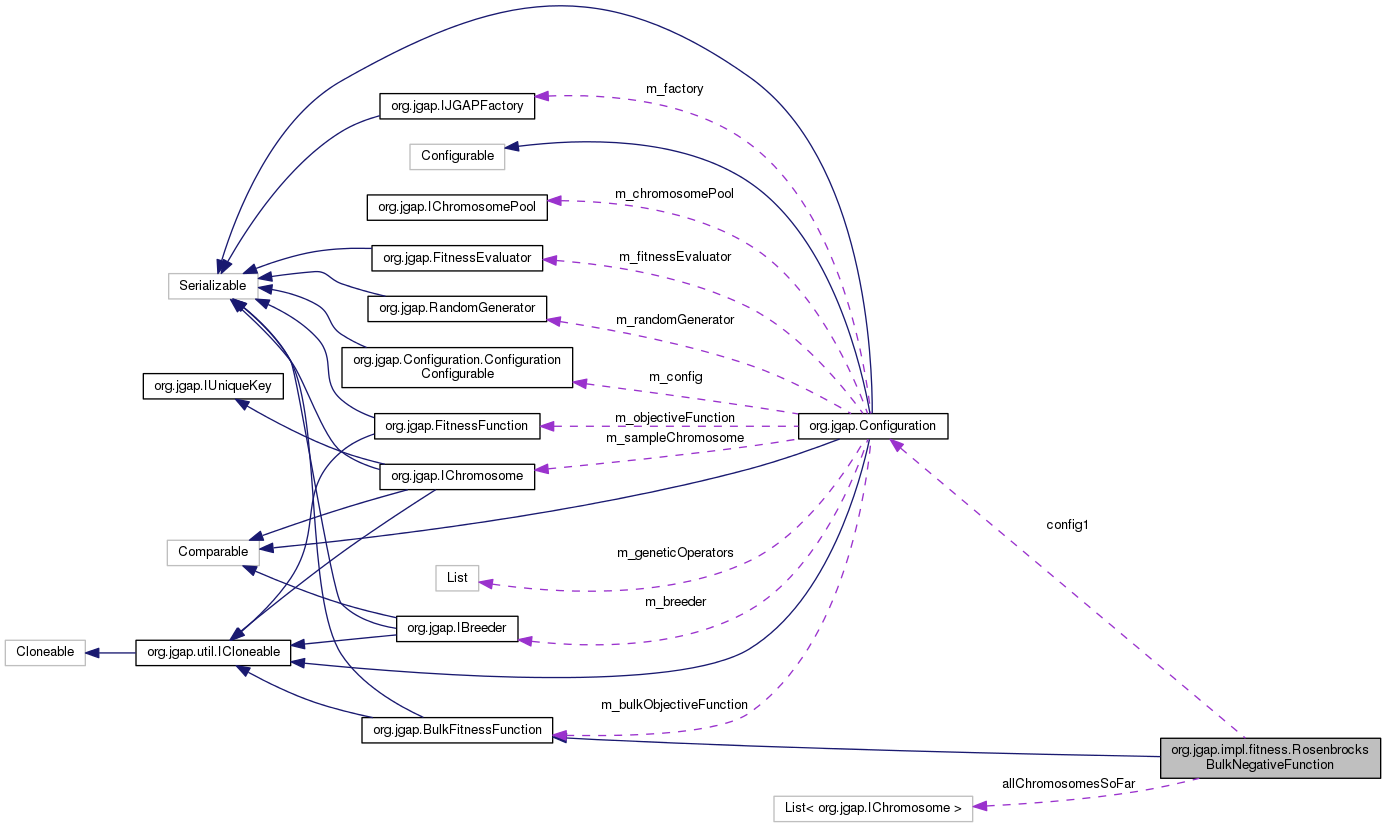 m_factory
org.jgap.IJGAPFactory
Configurable
m_chromosomePool
org.jgap.IChromosomePool
org.jgap.FitnessEvaluator
m_fitnessEvaluator
Serializable
org.jgap.RandomGenerator
m_randomGenerator
org.jgap.Configuration.Configuration
Configurable
m_config
org.jgap.IUniqueKey
m_objectiveFunction
org.jgap.FitnessFunction
org.jgap.Configuration
m_sampleChromosome
org.jgap.IChromosome
config1
Comparable
m_geneticOperators
List
m_breeder
org.jgap.IBreeder
Cloneable
org.jgap.util.ICloneable
m_bulkObjectiveFunction
org.jgap.BulkFitnessFunction
org.jgap.impl.fitness.Rosenbrocks
BulkNegativeFunction
allChromosomesSoFar
List< org.jgap.IChromosome >